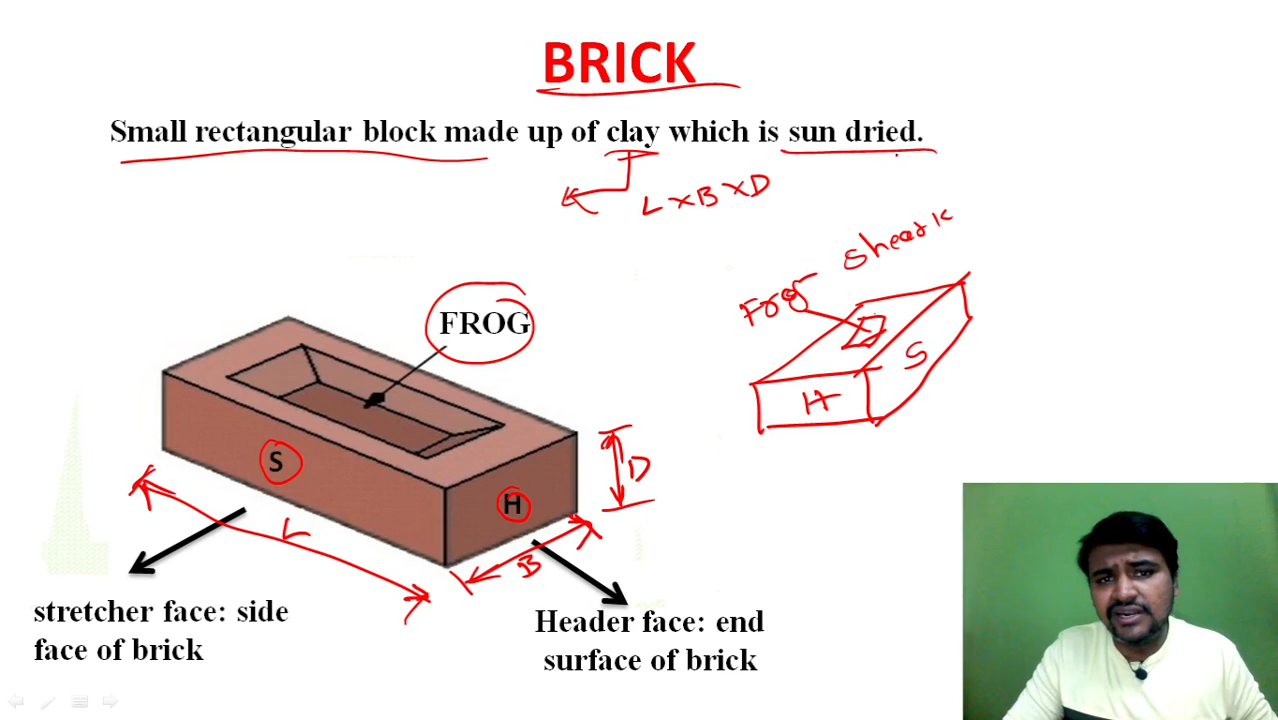 BRICK
Small rectangular block made up of clay which is sun dried.
L × B × D
Frog
FROG
S
H
S
H
D
L
B
stretcher face: side
face of brick
Header face: end
surface of brick